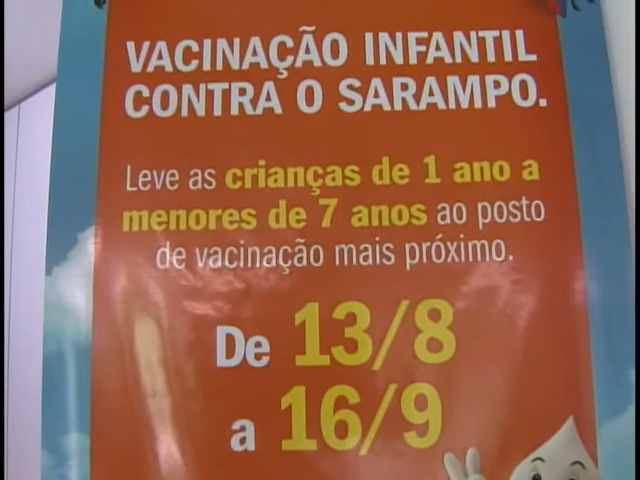 VACINAÇÃO INFANTIL
CONTRA O SARAMPO.
Leve as crianças de 1 ano a
menores de 7 anos ao posto
de vacinação mais próximo.
De 13/8
a 16/9